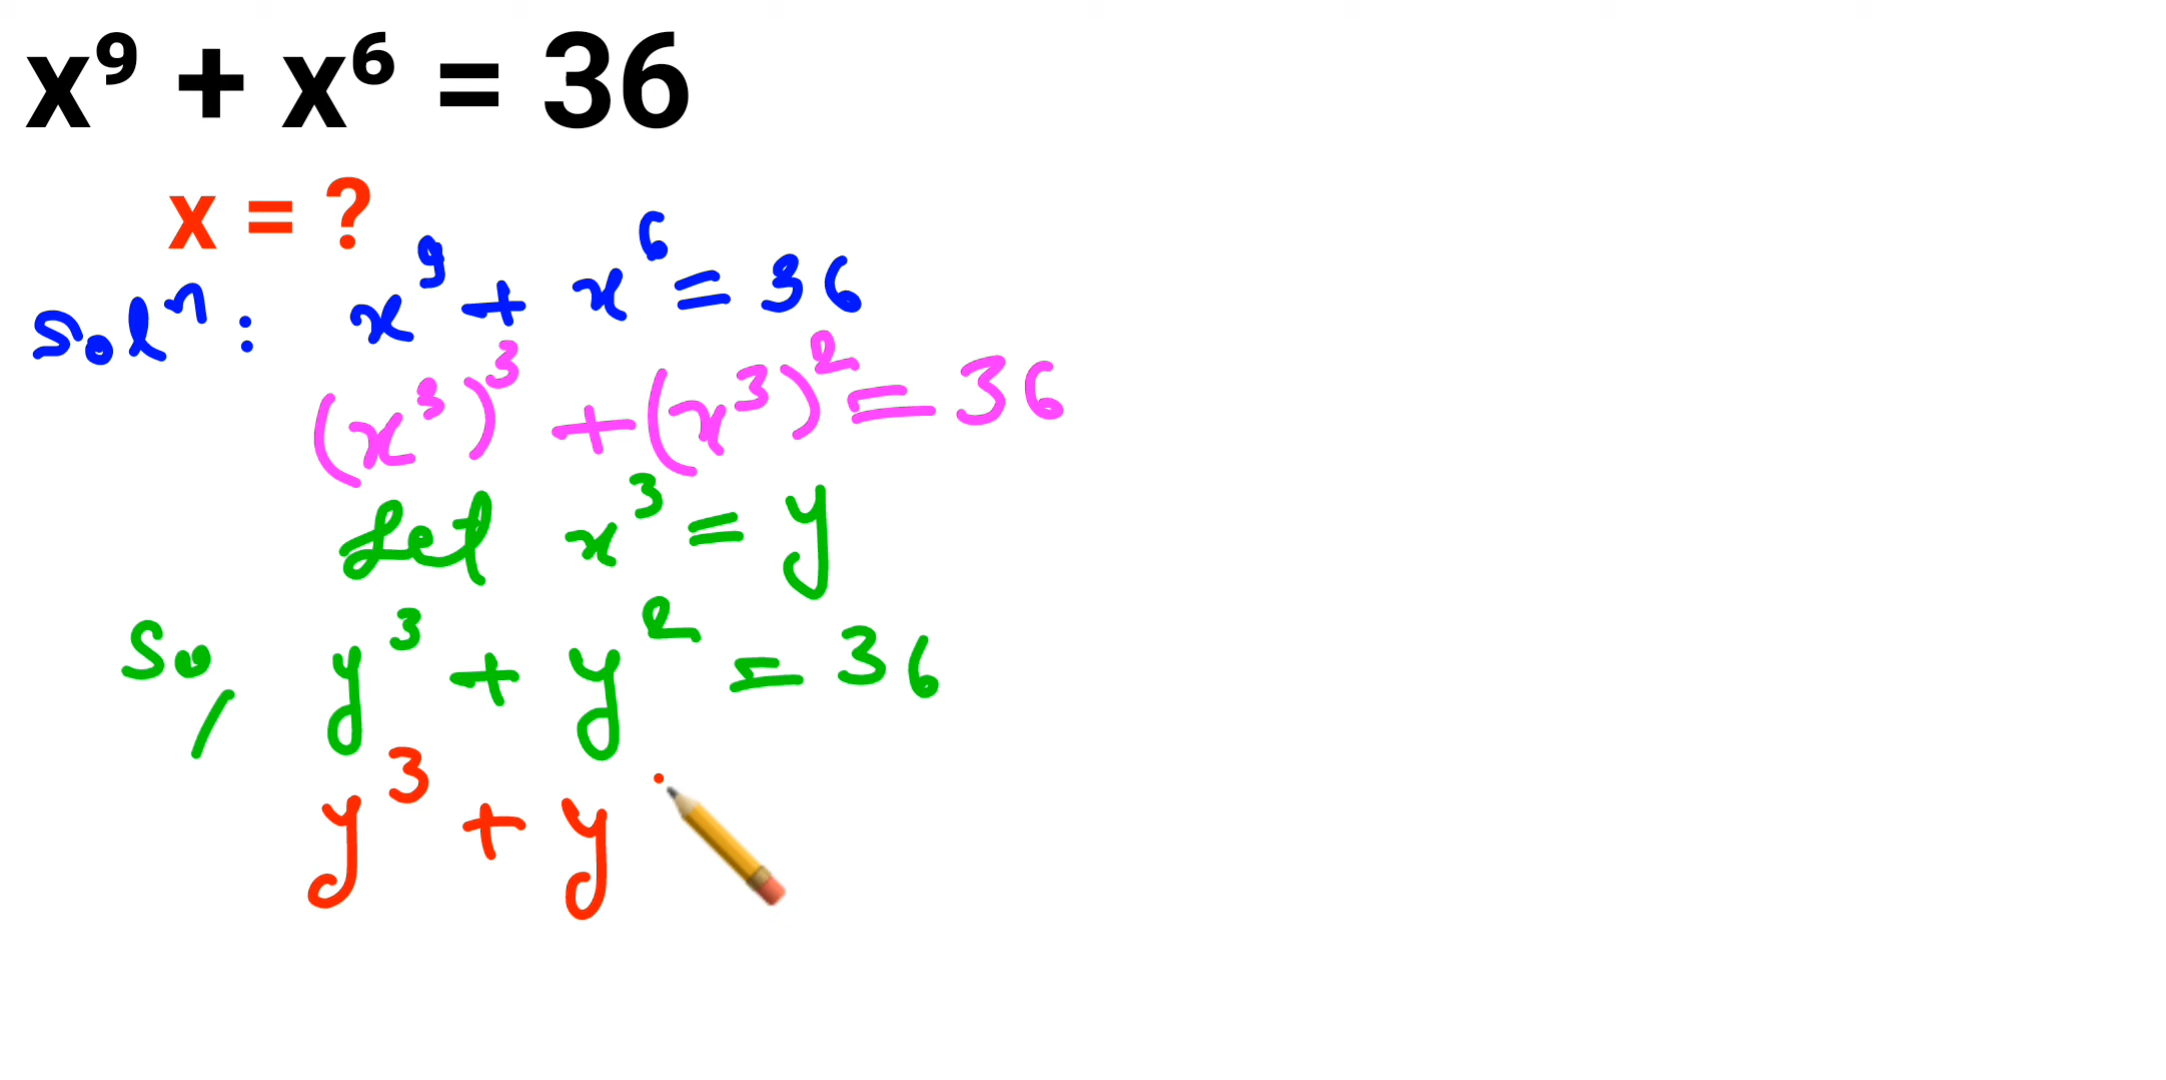 x⁹ + x⁶ = 36
x = ?
Solⁿ: x⁹ + x⁶ = 36
(x³)³ + (x³)² = 36
Let x³ = y
So, y³ + y² = 36
y³ + y